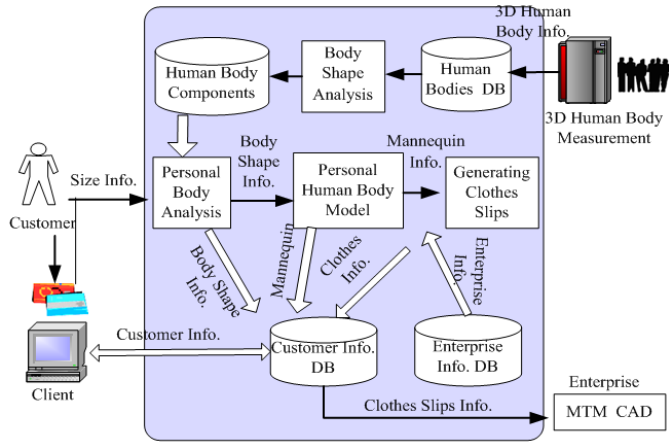 3D Human
Body Info.
Human Body
Components
Body
Shape
Analysis
Human
Bodies DB
3D Human Body
Measurement
Customer
Size Info.
Personal
Body
Analysis
Body
Shape
Info.
Personal
Human Body
Model
Mannequin
Info.
Generating
Clothes
Slips
Body Shape
Info.
Mannequin
Clothes
Info.
Enterprise
Info.
Client
Customer Info.
Customer Info.
DB
Enterprise
Info. DB
Clothes Slips Info.
Enterprise
MTM CAD